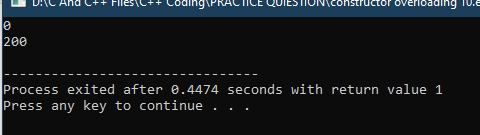 D:\C And C++ Files\C++ Coding\PRACTICE QUIESTION\constructor overloading 10.e
0
200
--------------------------------
Process exited after 0.4474 seconds with return value 1
Press any key to continue . . .